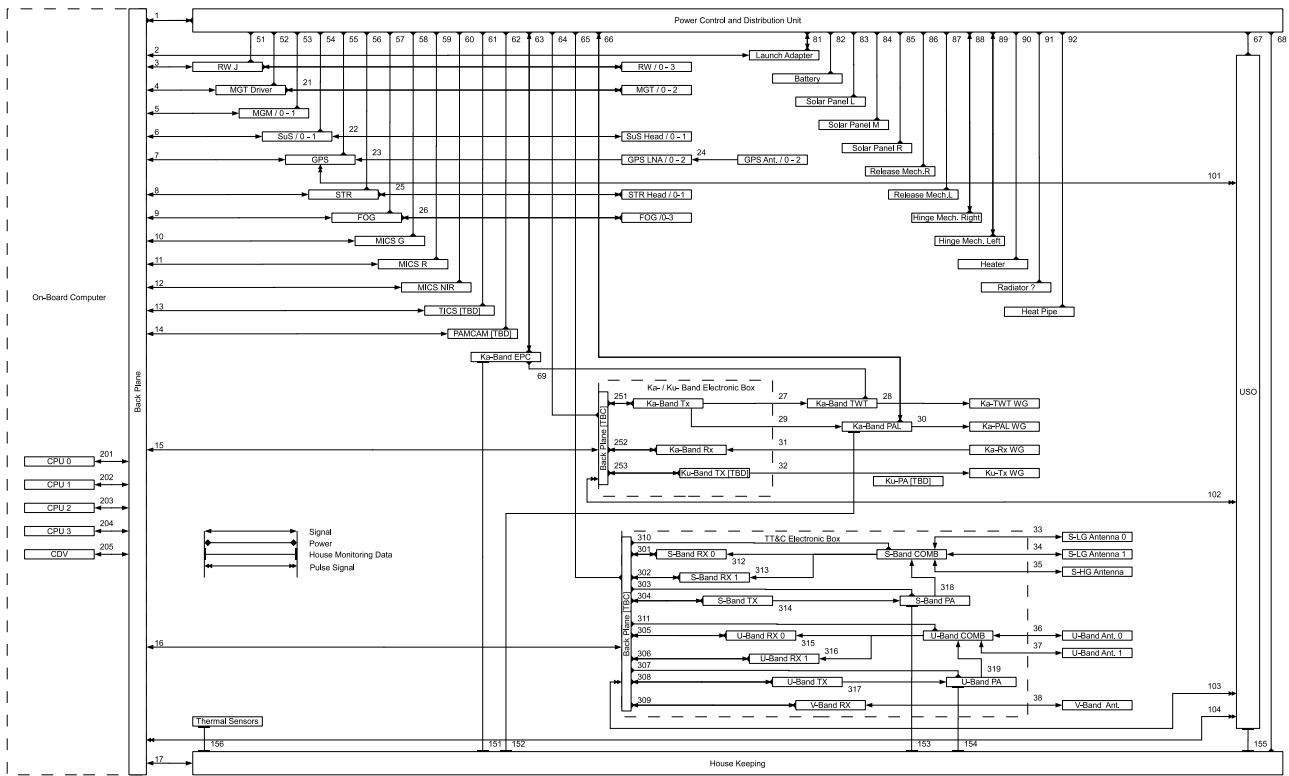 1
Power Control and Distribution Unit
51 52 53 54 55 56 57 58 59 60 61 62 63 64 65 66 81 82 83 84 85 86 87 88 89 90 91 92 67 68
2
Launch Adapter
3
RW J
RW / 0 - 3
Battery
4
MGT Driver
21
MGT / 0 - 2
Solar Panel L
5
MGM / 0 - 1
Solar Panel M
6
SuS / 0 - 1
22
SuS Head / 0 - 1
Solar Panel R
7
GPS
23
GPS LNA / 0 - 2
24
GPS Ant. / 0 - 2
Release Mech.R
101
8
STR
25
STR Head / 0-1
Release Mech.L
9
FOG
26
FOG /0-3
Hinge Mech. Right
10
MICS G
Hinge Mech. Left
11
MICS R
Heater
12
MICS NIR
Radiator ?
On-Board Computer
13
TICS [TBD]
Heat Pipe
14
PAMCAM [TBD]
Ka-Band EPC
69
Back Plane
USO
Ka- / Ku- Band Electronic Box
Back Plane [TBC]
251
Ka-Band Tx
27
Ka-Band TWT
28
Ka-TWT WG
29
Ka-Band PAL
30
Ka-PAL WG
15
252
Ka-Band Rx
31
Ka-Rx WG
253
Ku-Band TX [TBD]
32
Ku-Tx WG
Ku-PA [TBD]
102
CPU 0
201
CPU 1
202
CPU 2
203
CPU 3
204
CDV
205
Signal
Power
House Monitoring Data
Pulse Signal
TT&C Electronic Box
Back Plane [TBC]
310
33
S-LG Antenna 0
301
S-Band RX 0
312
S-Band COMB
34
S-LG Antenna 1
302
S-Band RX 1
313
35
S-HG Antenna
303
318
304
S-Band TX
314
S-Band PA
311
305
U-Band RX 0
315
U-Band COMB
36
U-Band Ant. 0
16
306
U-Band RX 1
316
37
U-Band Ant. 1
307
319
308
U-Band TX
317
U-Band PA
309
V-Band RX
38
V-Band Ant.
103
104
Thermal Sensors
156
151
152
153
154
155
17
House Keeping